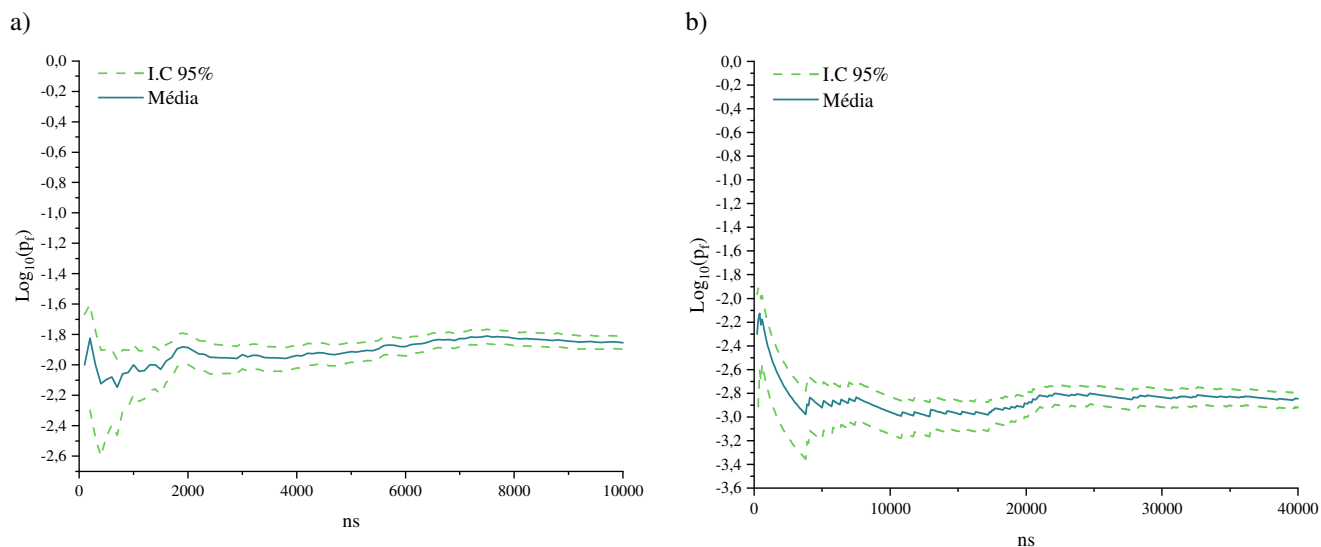 a)
0,0
-0,2
-0,4
-0,6
-0,8
-1,0
-1,2
-1,4
-1,6
-1,8
-2,0
-2,2
-2,4
-2,6
Log10(pf)
I.C 95%
Média
0 2000 4000 6000 8000 10000
ns
b)
0,0
-0,2
-0,4
-0,6
-0,8
-1,0
-1,2
-1,4
-1,6
-1,8
-2,0
-2,2
-2,4
-2,6
-2,8
-3,0
-3,2
-3,4
-3,6
Log10(pf)
I.C 95%
Média
0 10000 20000 30000 40000
ns